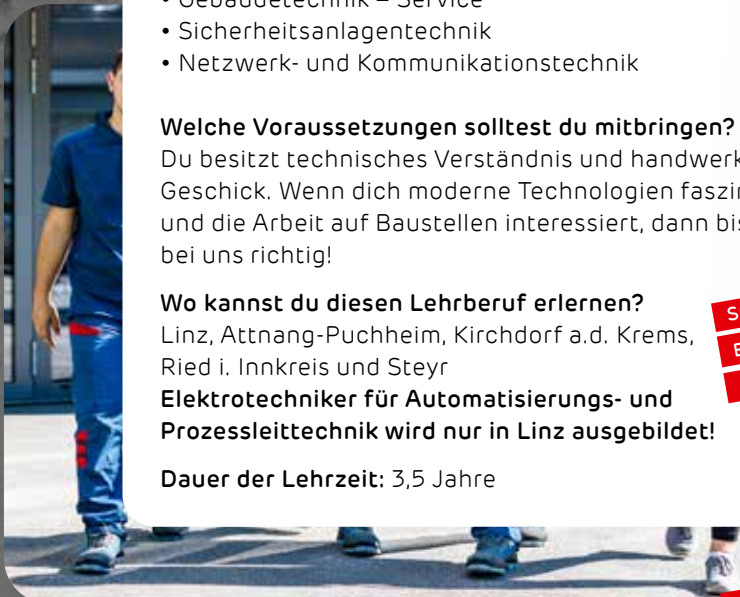 • Gebäudetechnik – Service
• Sicherheitsanlagentechnik
• Netzwerk- und Kommunikationstechnik
Welche Voraussetzungen solltest du mitbringen?
Du besitzt technisches Verständnis und
Geschick. Wenn dich moderne Technologien
und die Arbeit auf Baustellen interessiert, dann
bei uns richtig!
Wo kannst du diesen Lehrberuf erlernen?
Linz, Attnang-Puchheim, Kirchdorf a.d. Krems,
Ried i. Innkreis und Steyr
Elektrotechniker für Automatisierungs- und
Prozessleittechnik wird nur in Linz ausgebildet!
Dauer der Lehrzeit: 3,5 Jahre